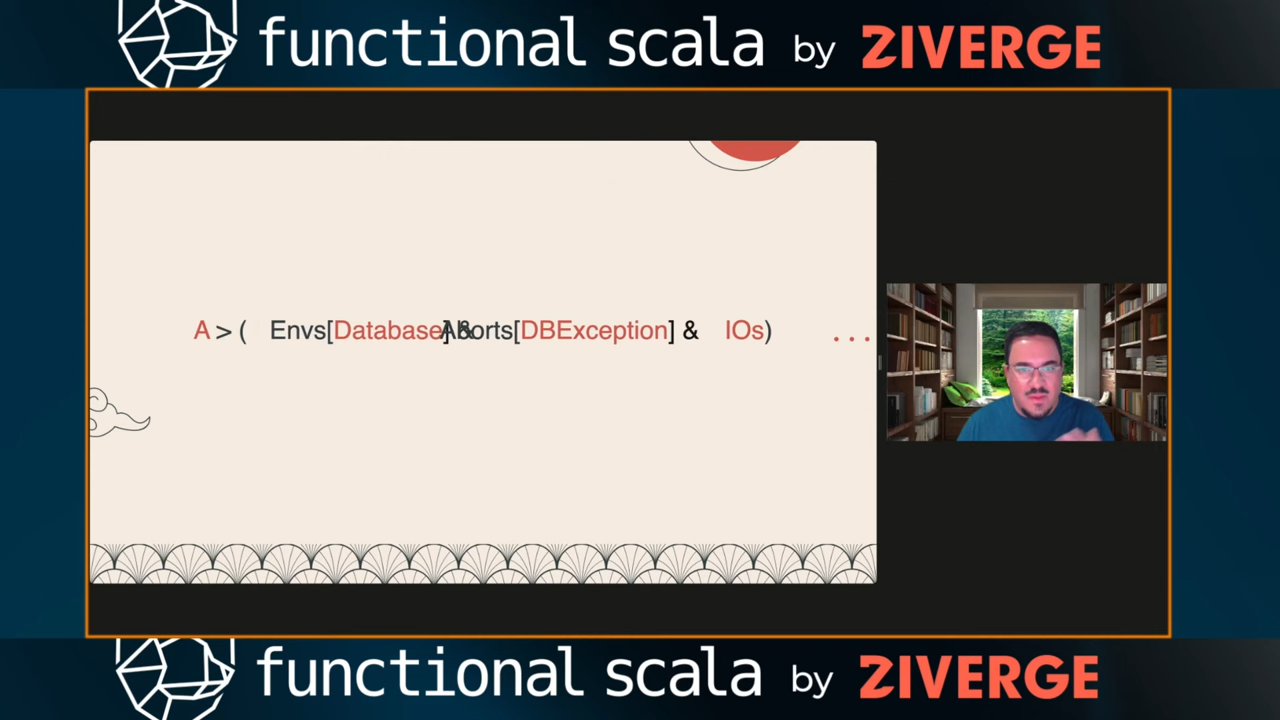 functional scala by ZIVERGE
A > ( Envs[Database] & Aborts[DBException] & IOs) ...
functional scala by ZIVERGE